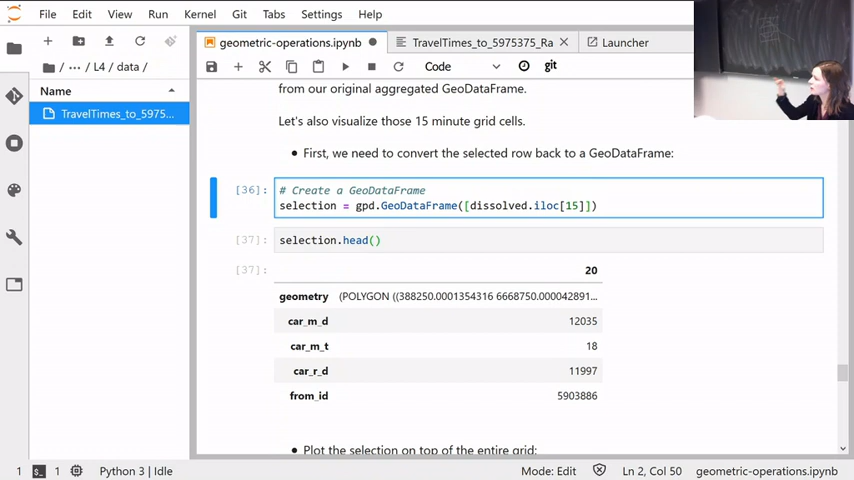 File Edit View Run Kernel Git Tabs Settings Help
geometric-operations.ipynb
TravelTimes_to_5975375_Ra
Launcher
/ ··· / L4 / data /
Code
git
Name
TravelTimes_to_5975...
from our original aggregated GeoDataFrame.
Let's also visualize those 15 minute grid cells.
• First, we need to convert the selected row back to a GeoDataFrame:
[36]:
# Create a GeoDataFrame
selection = gpd.GeoDataFrame([dissolved.iloc[15]])
[37]:
selection.head()
[37]:
20
geometry (POLYGON ((388250.0001354316 6668750.000042891...
car_m_d 12035
car_m_t 18
car_r_d 11997
from_id 5903886
• Plot the selection on top of the entire grid:
1 1 Python 3 | Idle Mode: Edit Ln 2, Col 50 geometric-operations.ipynb